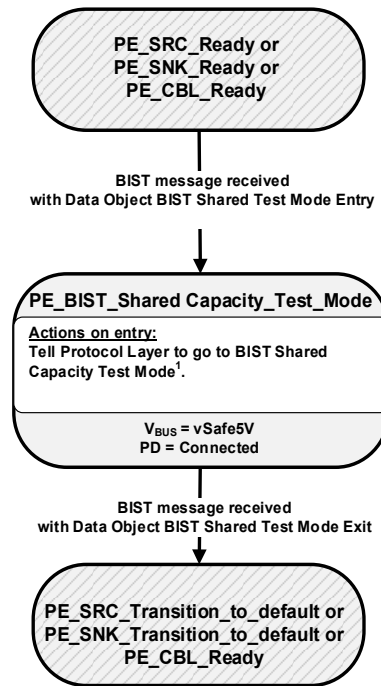 PE_SRC_Ready or
PE_SNK_Ready or
PE_CBL_Ready
BIST message received
with Data Object BIST Shared Test Mode Entry
PE_BIST_Shared Capacity_Test_Mode
Actions on entry:
Tell Protocol Layer to go to BIST Shared
Capacity Test Mode¹.
VBUS = vSafe5V
PD = Connected
BIST message received
with Data Object BIST Shared Test Mode Exit
PE_SRC_Transition_to_default or
PE_SNK_Transition_to_default or
PE_CBL_Ready